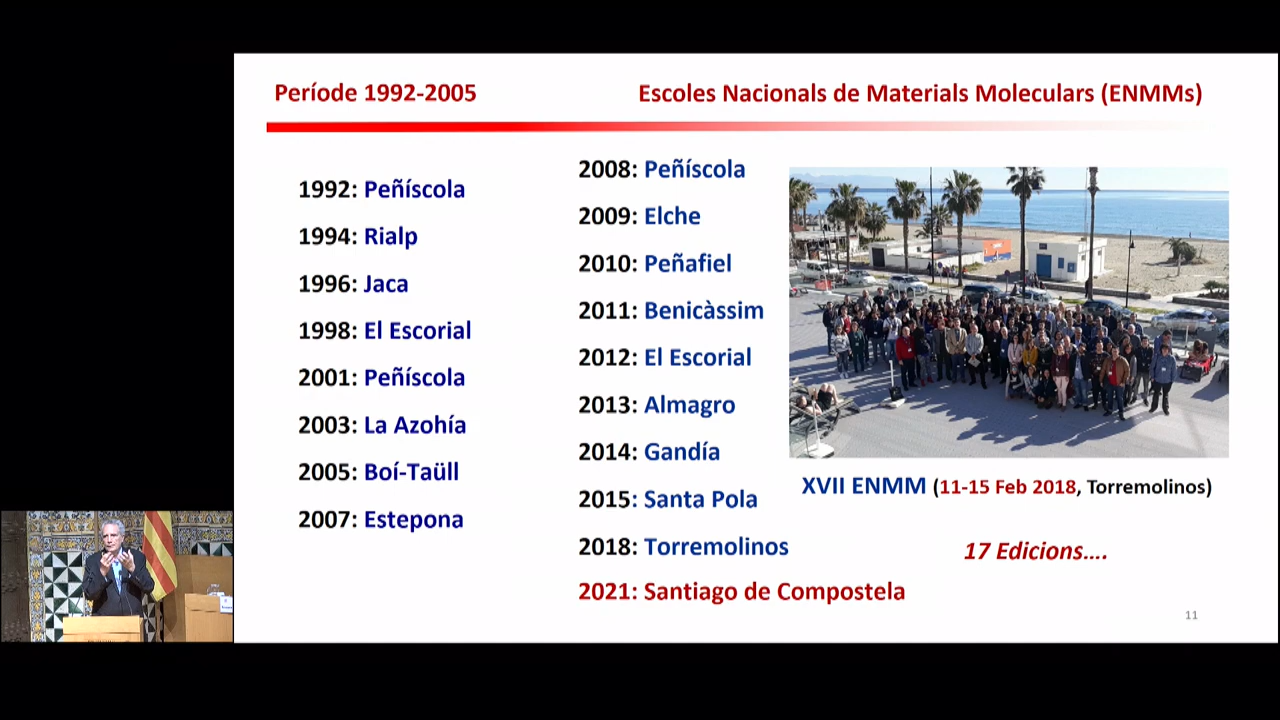 Període 1992-2005
Escoles Nacionals de Materials Moleculars (ENMMs)
1992: Peñíscola
1994: Rialp
1996: Jaca
1998: El Escorial
2001: Peñíscola
2003: La Azohía
2005: Boí-Taüll
2007: Estepona
2008: Peñíscola
2009: Elche
2010: Peñafiel
2011: Benicàssim
2012: El Escorial
2013: Almagro
2014: Gandía
2015: Santa Pola
2018: Torremolinos
2021: Santiago de Compostela
XVII ENMM (11-15 Feb 2018, Torremolinos)
17 Edicions....
11